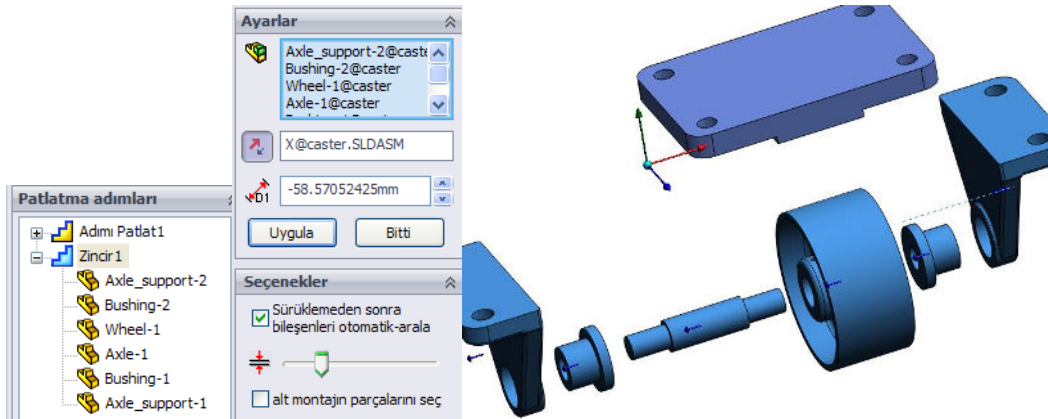 Patlatma adımları
Adımı Patlat1
Zincir1
Axle_support-2
Bushing-2
Wheel-1
Axle-1
Bushing-1
Axle_support-1
Ayarlar
Axle_support-2@caste
Bushing-2@caster
Wheel-1@caster
Axle-1@caster
X@caster.SLDASM
D1
-58.57052425mm
Uygula
Bitti
Seçenekler
Sürüklemeden sonra
bileşenleri otomatik-arala
alt montajın parçalarını seç